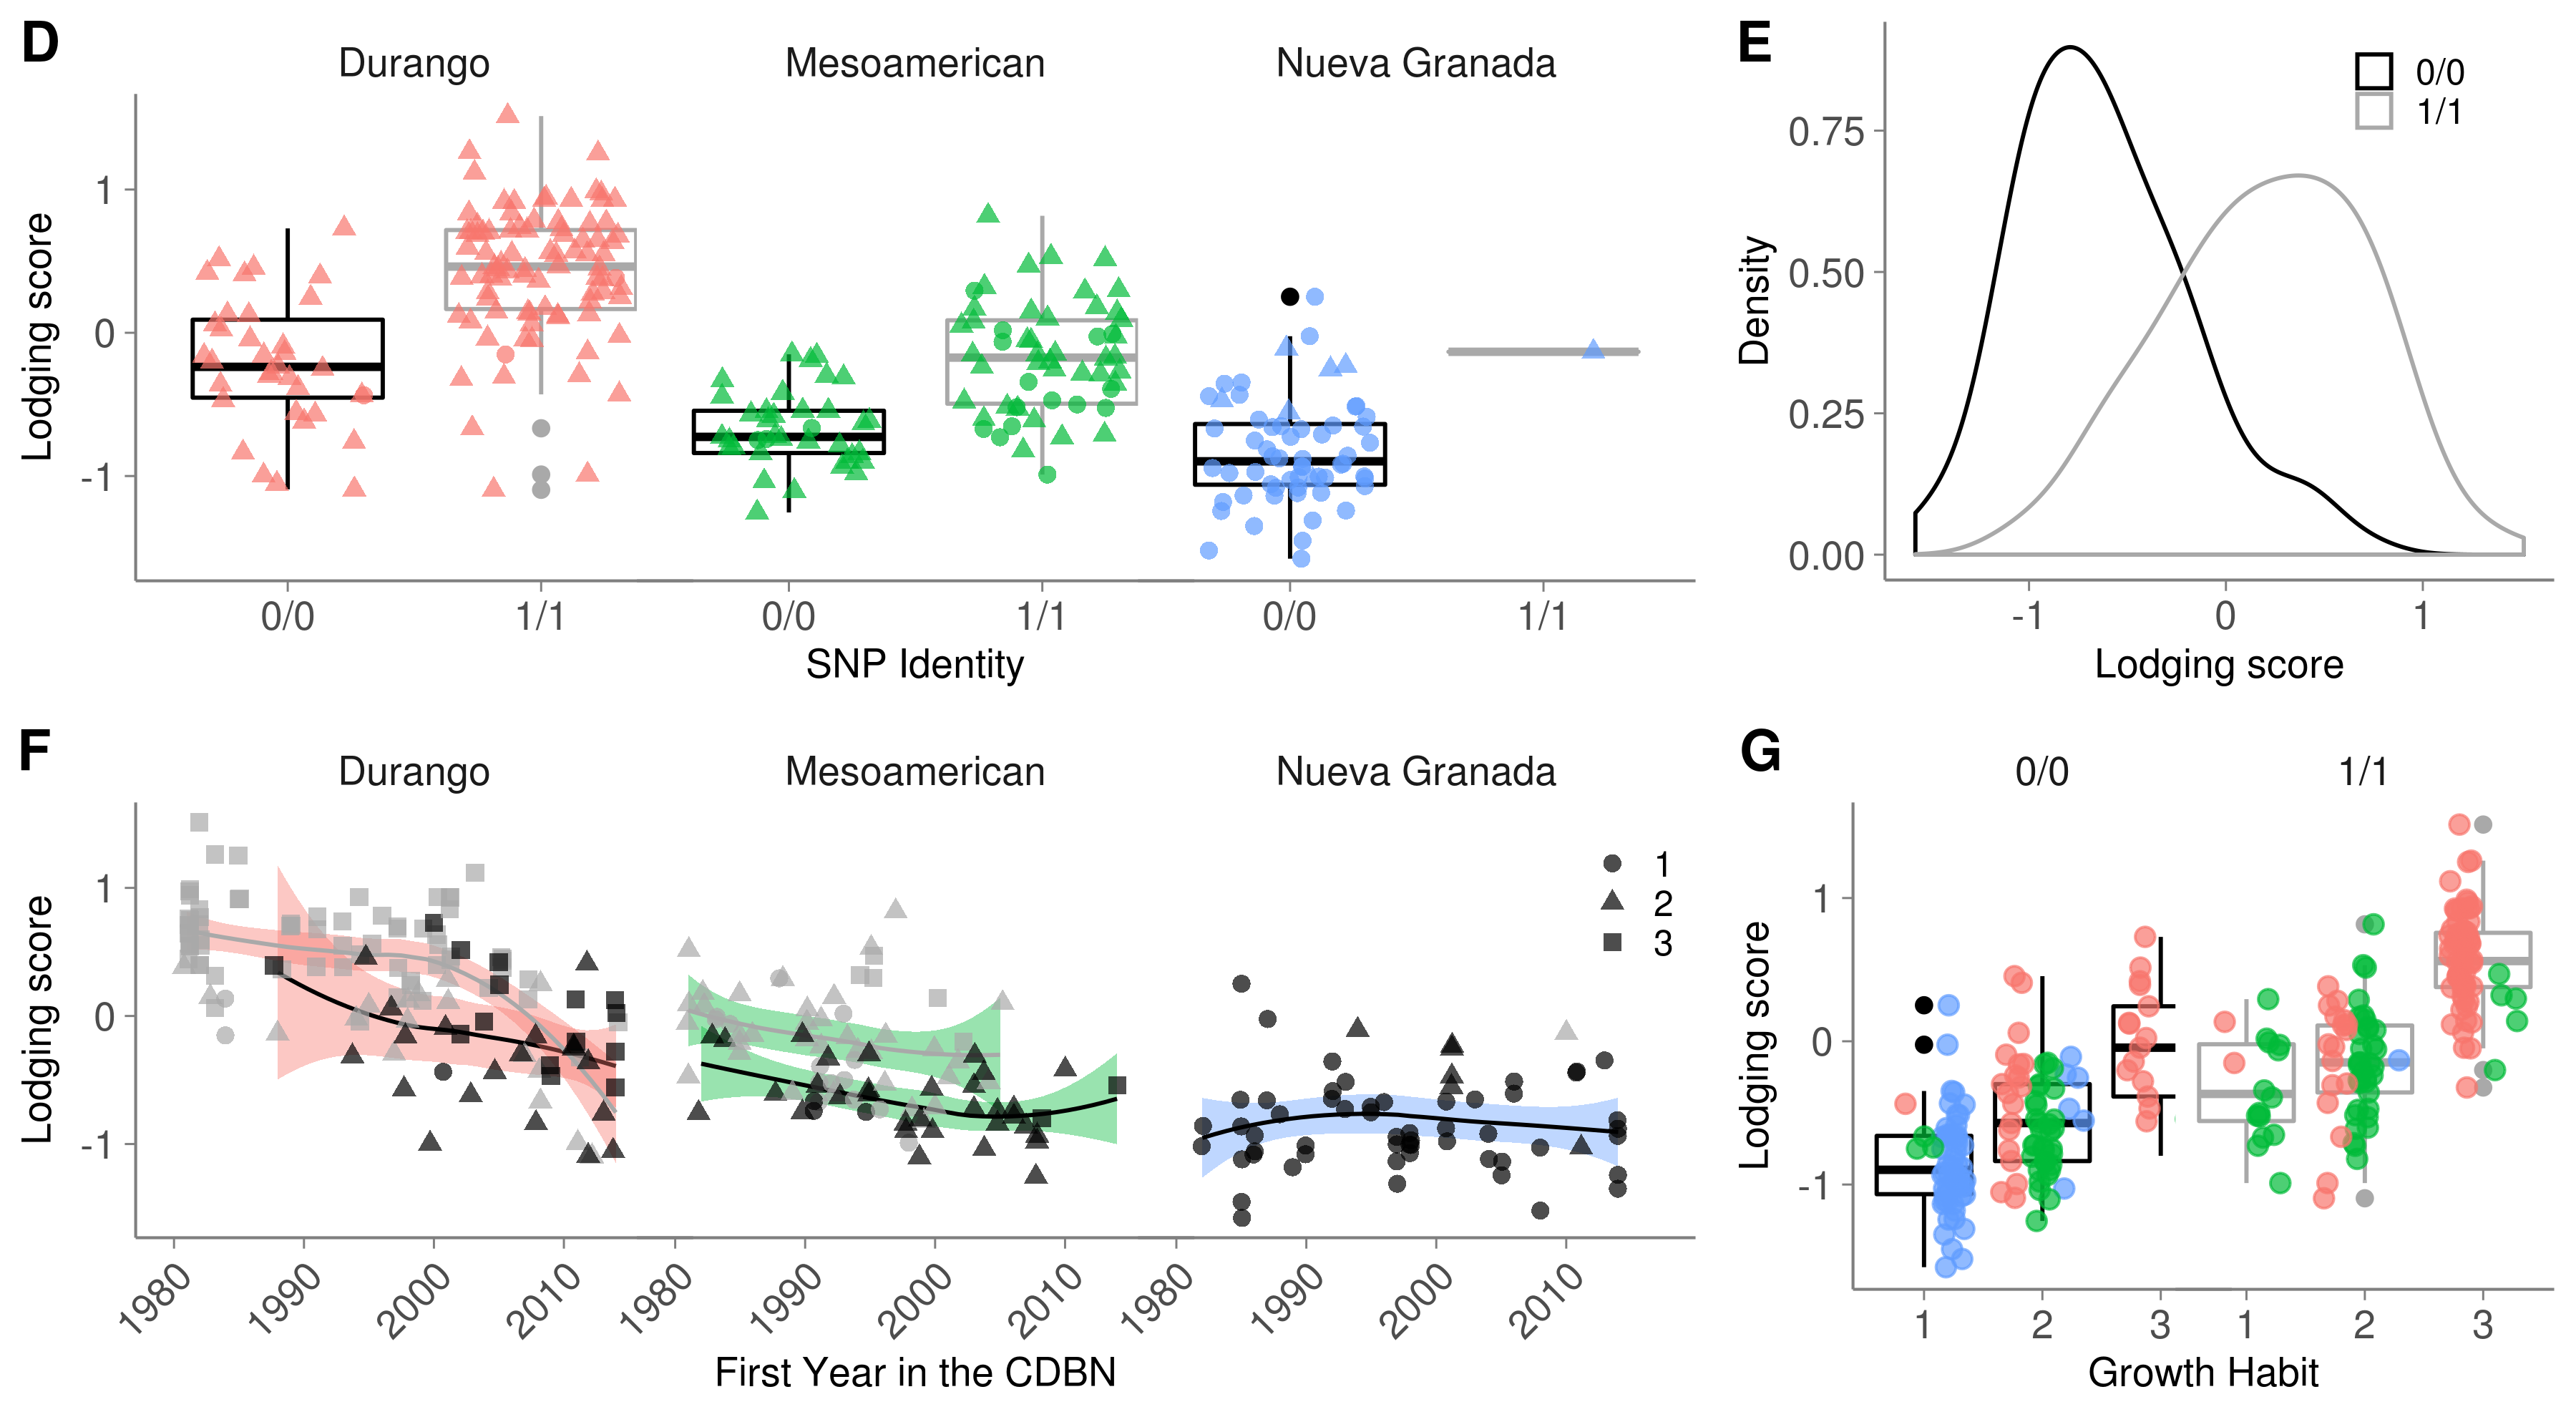 D
Durango Mesoamerican Nueva Granada
Lodging score
1
0
-1
0/0 1/1 0/0 1/1 0/0 1/1
SNP Identity
E
0/0
1/1
Density
0.75
0.50
0.25
0.00
-1 0 1
Lodging score
F
Durango Mesoamerican Nueva Granada
Lodging score
1
0
-1
1
2
3
1980 1990 2000 2010 1980 1990 2000 2010 1980 1990 2000 2010
First Year in the CDBN
G
0/0 1/1
Lodging score
1
0
-1
1 2 3 1 2 3
Growth Habit